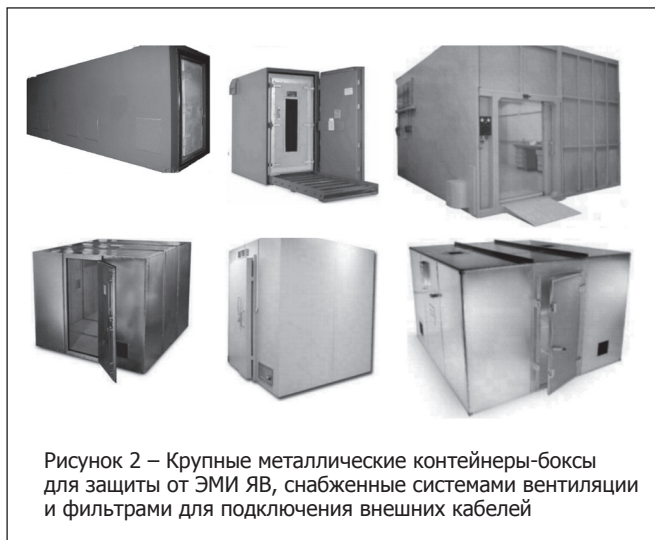 Рисунок 2 – Крупные металлические контейнеры-боксы
для защиты от ЭМИ ЯВ, снабженные системами вентиляции
и фильтрами для подключения внешних кабелей